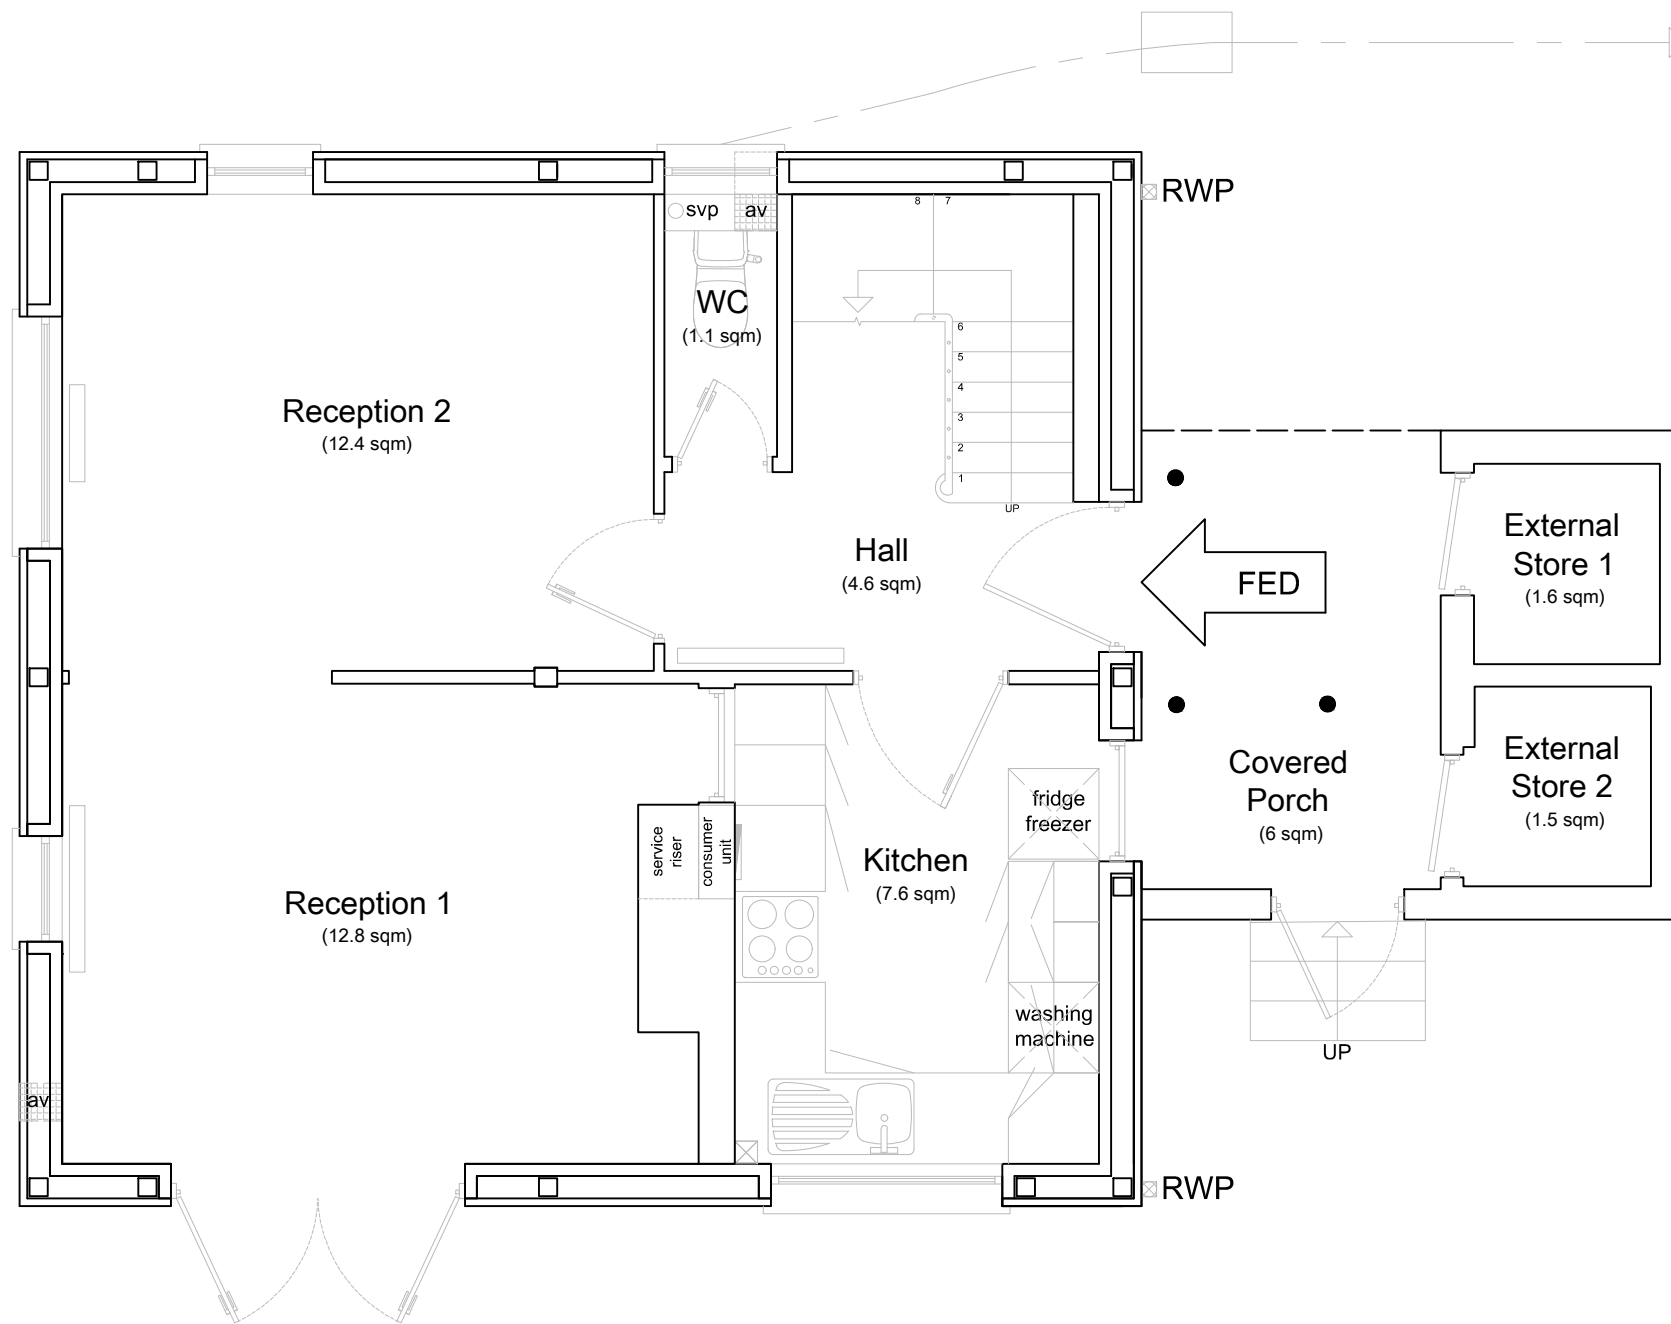 RWP
svp
av
8
7
WC
(1.1 sqm)
6
5
4
3
2
1
UP
Reception 2
(12.4 sqm)
Hall
(4.6 sqm)
FED
External
Store 1
(1.6 sqm)
External
Store 2
(1.5 sqm)
Covered
Porch
(6 sqm)
fridge
freezer
service
riser
consumer
unit
Kitchen
(7.6 sqm)
Reception 1
(12.8 sqm)
washing
machine
UP
av
RWP